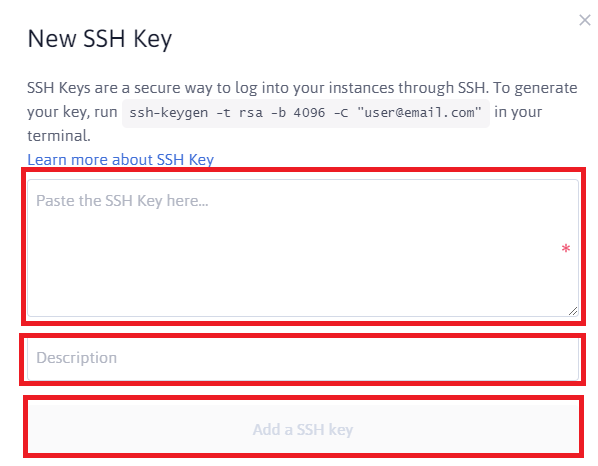 New SSH Key
SSH Keys are a secure way to log into your instances through SSH. To generate
your key, run ssh-keygen -t rsa -b 4096 -C "user@email.com" in your
terminal.
Learn more about SSH Key
Paste the SSH Key here...
*
Description
Add a SSH key